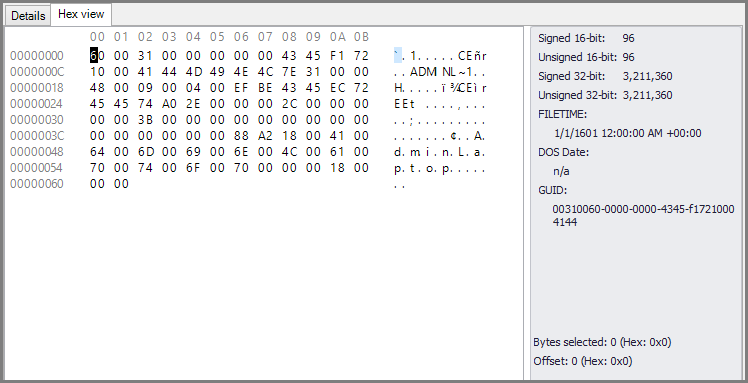 Details Hex view
00 01 02 03 04 05 06 07 08 09 0A 0B
00000000 60 00 31 00 00 00 00 00 43 45 F1 72 `.1.....CEñr
0000000C 10 00 41 44 4D 49 4E 4C 7E 31 00 00 ..ADMINL~1..
00000018 48 00 09 00 04 00 EF BE 43 45 EC 72 H.....ï¾CEìr
00000024 45 45 74 A0 2E 00 00 00 2C 00 00 00 EEt ....,...
00000030 00 00 3B 00 00 00 00 00 00 00 00 00 ..;.........
0000003C 00 00 00 00 00 00 88 A2 18 00 41 00 .......¢..A.
00000048 64 00 6D 00 69 00 6E 00 4C 00 61 00 d.m.i.n.L.a.
00000054 70 00 74 00 6F 00 70 00 00 00 18 00 p.t.o.p.....
00000060 00 00 ..
Signed 16-bit: 96
Unsigned 16-bit: 96
Signed 32-bit: 3,211,360
Unsigned 32-bit: 3,211,360
FILETIME:
1/1/1601 12:00:00 AM +00:00
DOS Date:
n/a
GUID:
00310060-0000-0000-4345-f1721000
4144
Bytes selected: 0 (Hex: 0x0)
Offset: 0 (Hex: 0x0)